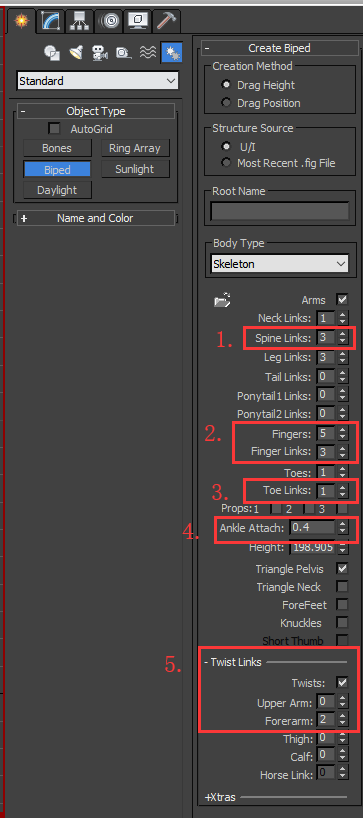 Standard
- Object Type
AutoGrid
Bones Ring Array
Biped Sunlight
Daylight
+ Name and Color
- Create Biped
Creation Method
Drag Height
Drag Position
Structure Source
U/I
Most Recent .fig File
Root Name
Body Type
Skeleton
Arms
Neck Links: 1
1. Spine Links: 3
Leg Links: 3
Tail Links: 0
Ponytail1 Links: 0
Ponytail2 Links: 0
2. Fingers: 5
Finger Links: 3
Toes: 1
3. Toe Links: 1
Props: 1 2 3
4. Ankle Attach: 0.4
Height: 198.905
Triangle Pelvis
Triangle Neck
ForeFeet
Knuckles
Short Thumb
5. - Twist Links
Twists:
Upper Arm: 0
Forerarm: 2
Thigh: 0
Calf: 0
Horse Link: 0
+Xtras